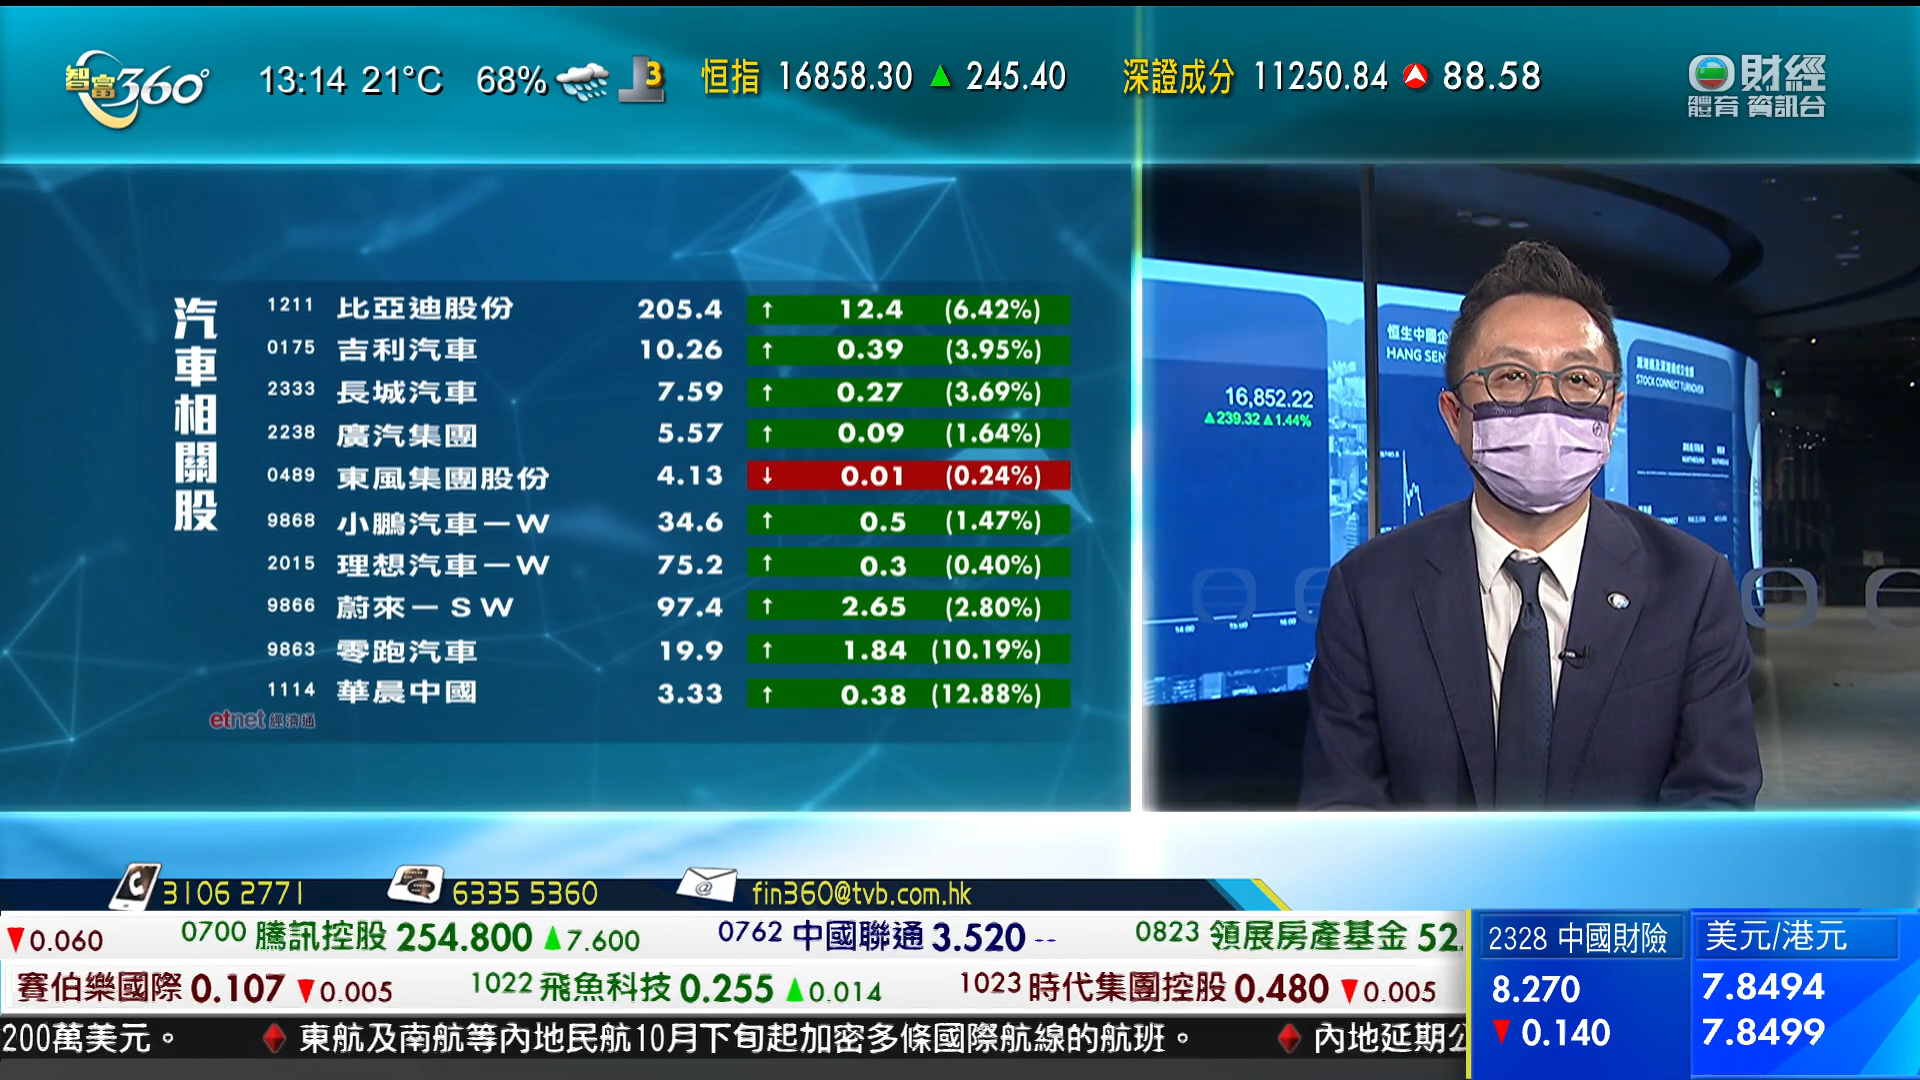 智富360°
13:14 21°C 68% 3
恒指 16858.30 ▲ 245.40
深證成分 11250.84 88.58
財經
體育 資訊台
汽車相關股
1211 比亞迪股份 205.4 ↑ 12.4 (6.42%)
0175 吉利汽車 10.26 ↑ 0.39 (3.95%)
2333 長城汽車 7.59 ↑ 0.27 (3.69%)
2238 廣汽集團 5.57 ↑ 0.09 (1.64%)
0489 東風集團股份 4.13 ↓ 0.01 (0.24%)
9868 小鵬汽車－W 34.6 ↑ 0.5 (1.47%)
2015 理想汽車－W 75.2 ↑ 0.3 (0.40%)
9866 蔚來－SW 97.4 ↑ 2.65 (2.80%)
9863 零跑汽車 19.9 ↑ 1.84 (10.19%)
1114 華晨中國 3.33 ↑ 0.38 (12.88%)
etnet 經濟通
恒生中國企
HANG SEN
16,852.22
▲239.32▲1.44%
STOCK CONNECT TURNOVER
3106 2771
6335 5360
fin360@tvb.com.hk
▼0.060 0700 騰訊控股 254.800 ▲7.600 0762 中國聯通 3.520 -- 0823 領展房產基金 52.
賽伯樂國際 0.107 ▼0.005 1022 飛魚科技 0.255 ▲0.014 1023 時代集團控股 0.480 ▼0.005
200萬美元。 ♦ 東航及南航等內地民航10月下旬起加密多條國際航線的航班。 ♦ 內地延期公
2328 中國財險
8.270
▼ 0.140
美元/港元
7.8494
7.8499